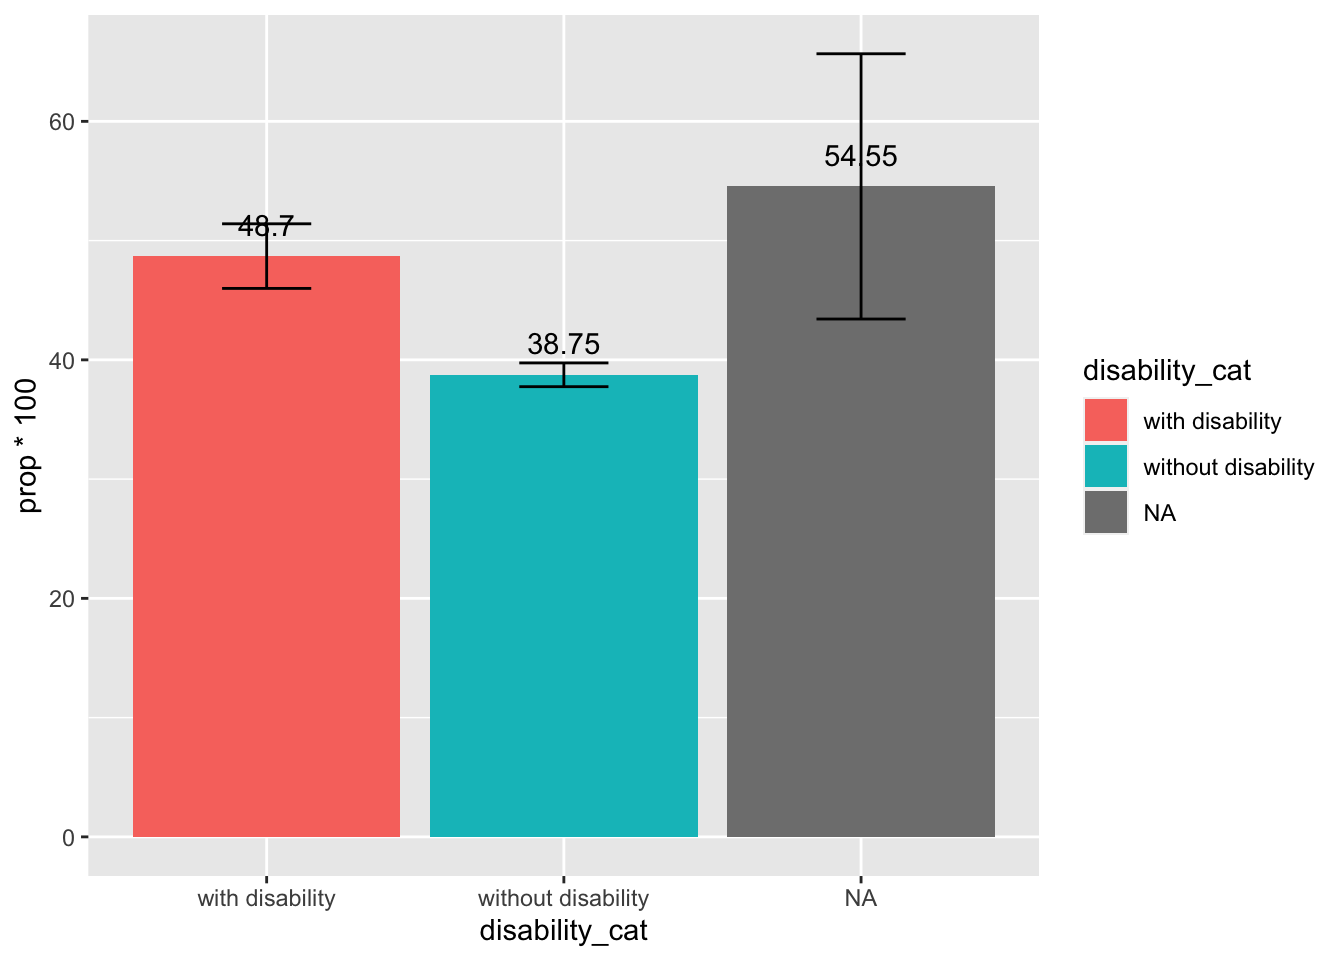 60
40
20
0
prop * 100
48.7
38.75
54.55
with disability
without disability
NA
disability_cat
disability_cat
with disability
without disability
NA